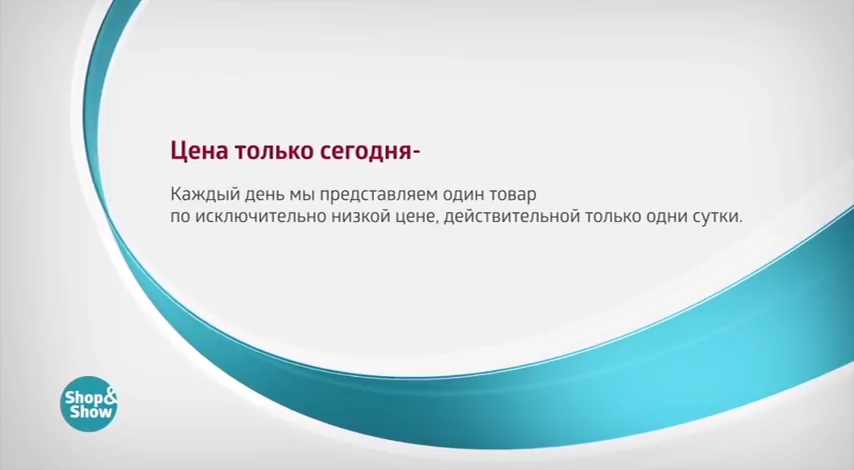 Цена только сегодня-
Каждый день мы представляем один товар
по исключительно низкой цене, действительной только одни сутки.
Shop&
Show